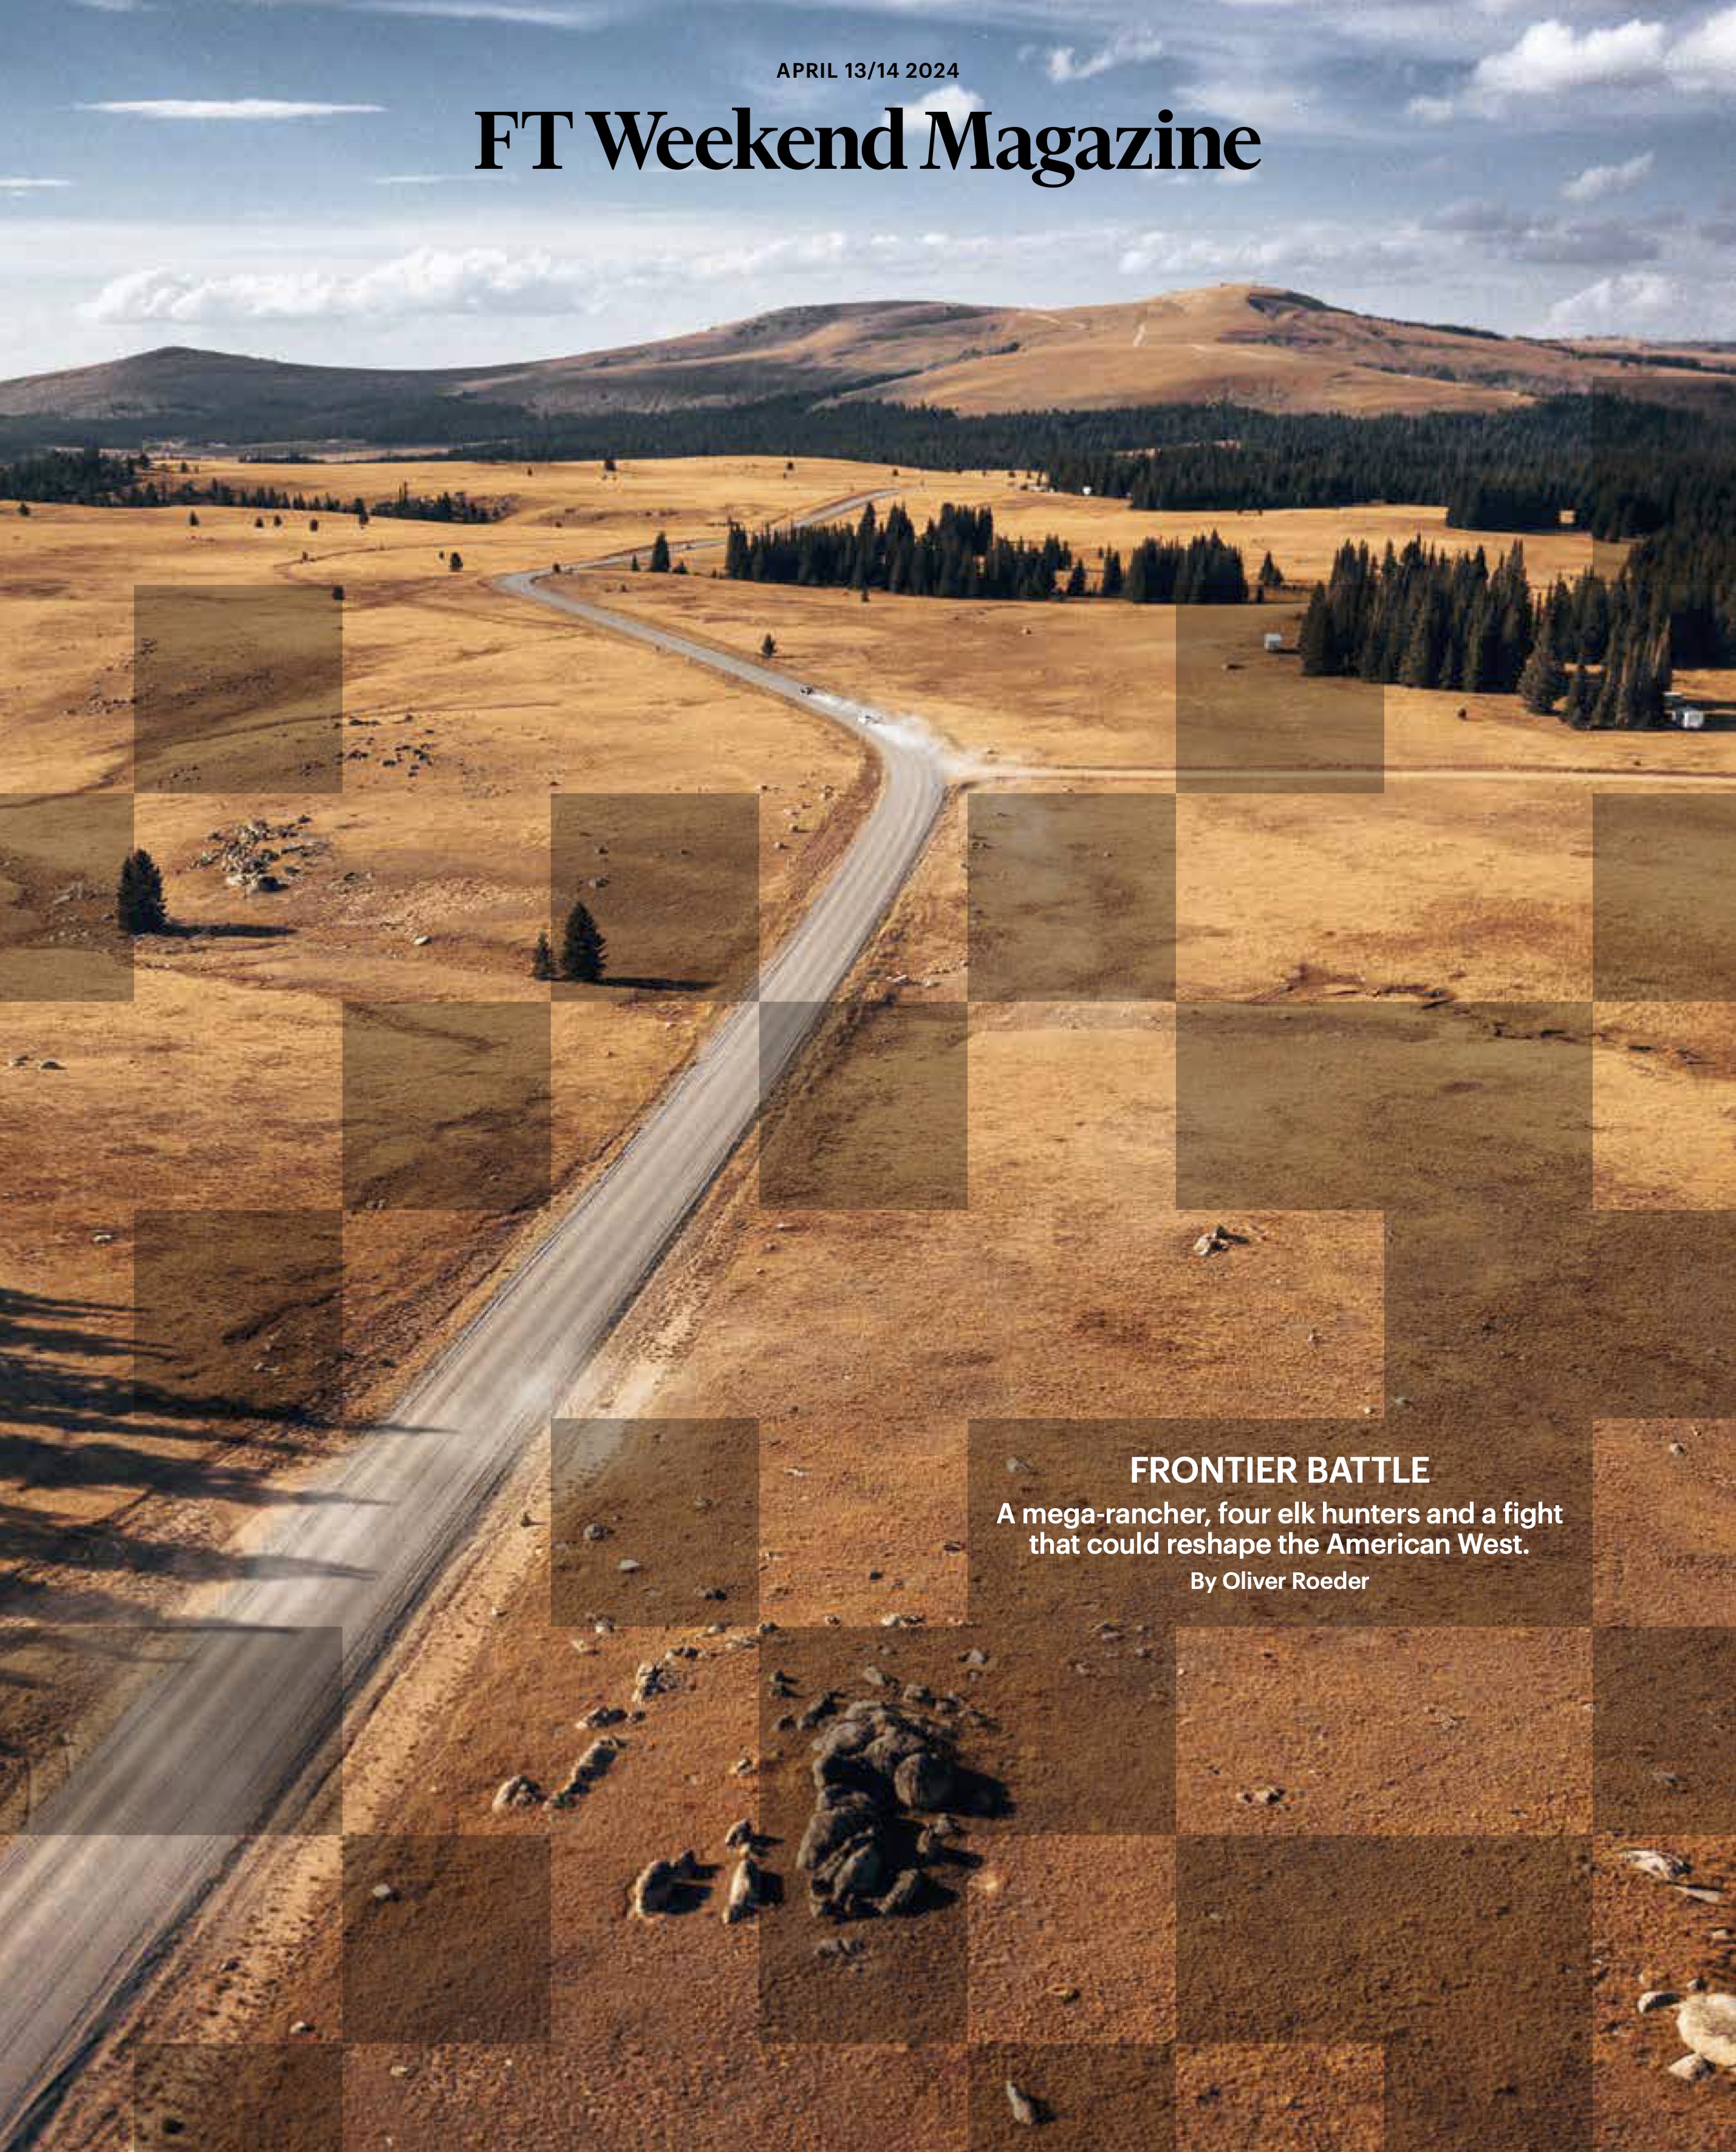 APRIL 13/14 2024
FT Weekend Magazine
FRONTIER BATTLE
A mega-rancher, four elk hunters and a fight
that could reshape the American West.
By Oliver Roeder